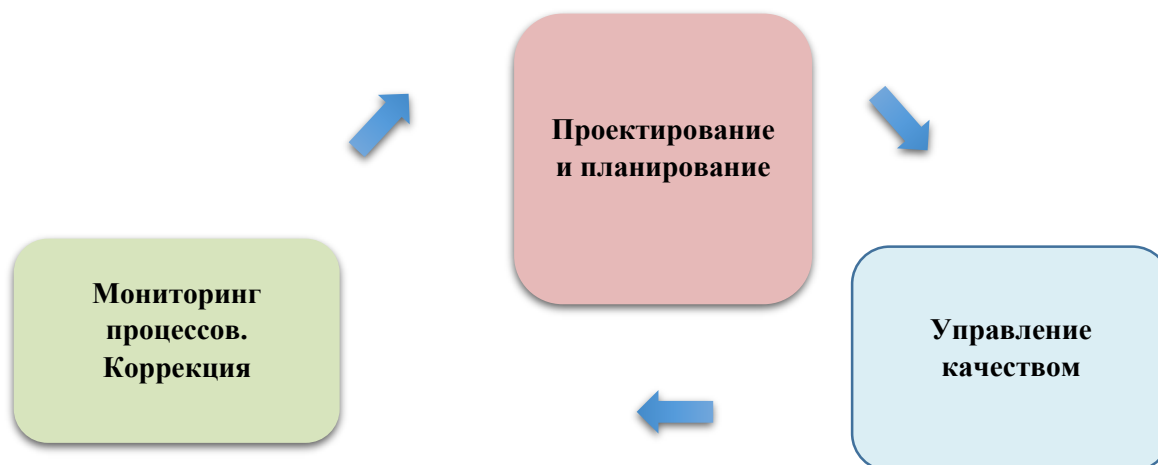 Проектирование
и планирование
Мониторинг
процессов.
Коррекция
Управление
качеством